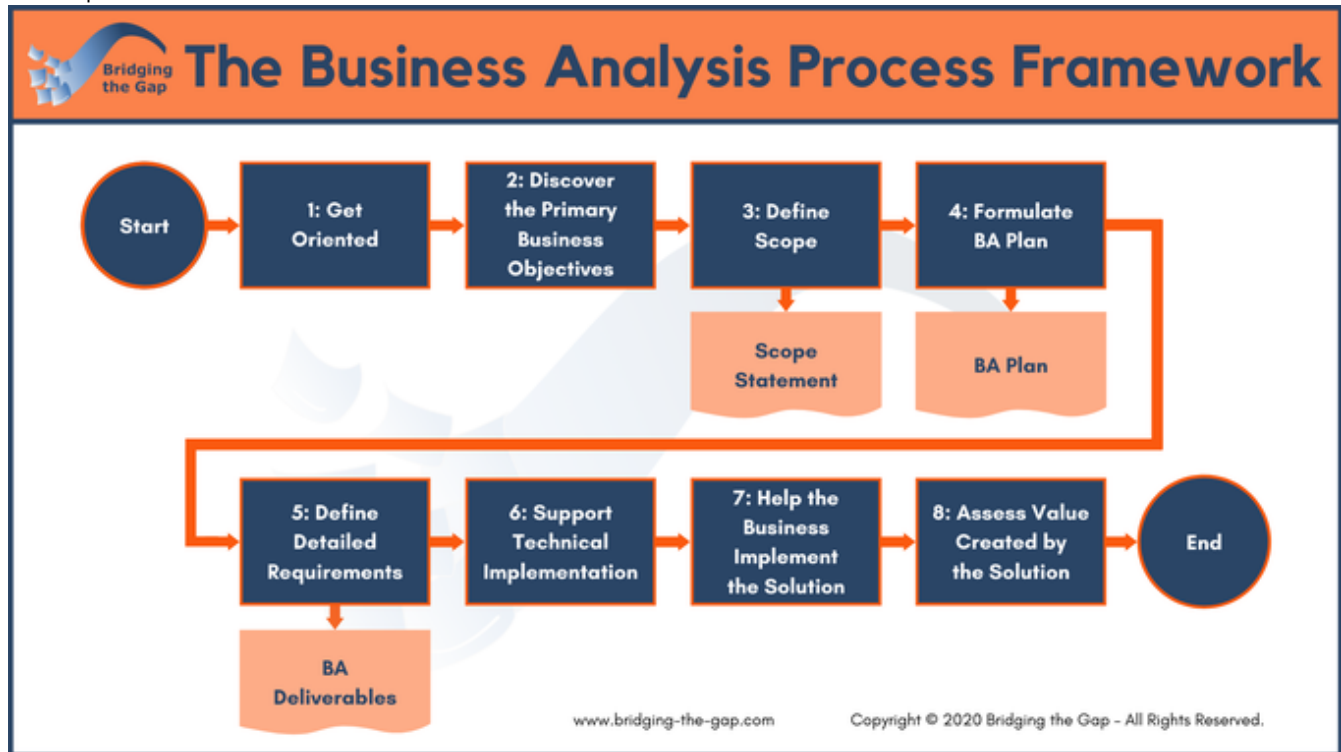 Bridging
the Gap
The Business Analysis Process Framework
Start
1: Get
Oriented
2: Discover
the Primary
Business
Objectives
3: Define
Scope
4: Formulate
BA Plan
Scope
Statement
BA Plan
5: Define
Detailed
Requirements
6: Support
Technical
Implementation
7: Help the
Business
Implement
the Solution
8: Assess Value
Created by
the Solution
End
BA
Deliverables
www.bridging-the-gap.com
Copyright © 2020 Bridging the Gap - All Rights Reserved.